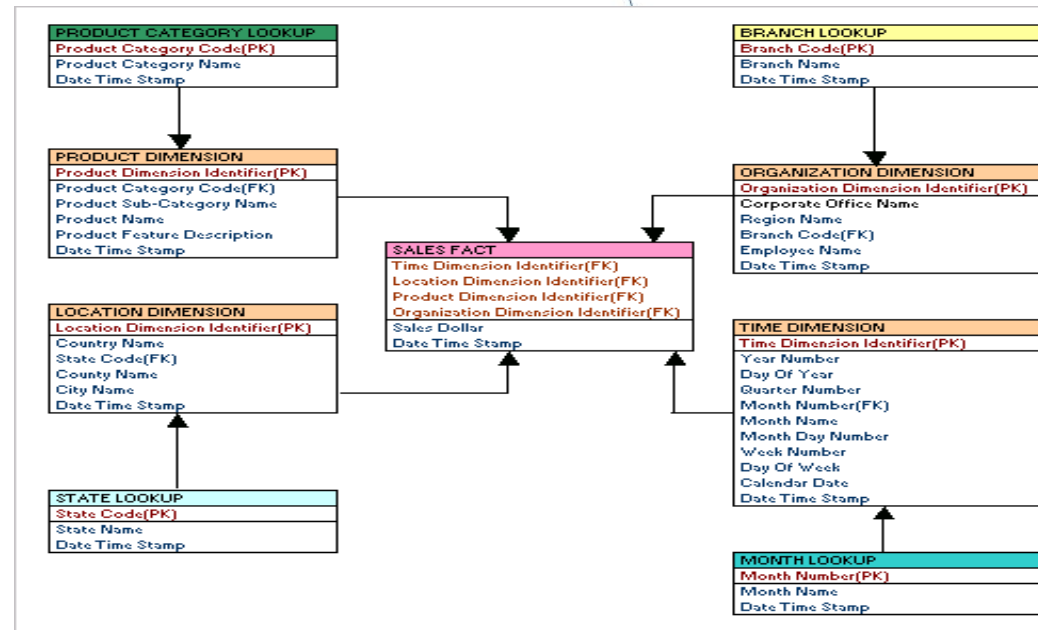 PRODUCT CATEGORY LOOKUP
Product Category Code(PK)
Product Category Name
Date Time Stamp
BRANCH LOOKUP
Branch Code(PK)
Branch Name
Date Time Stamp
PRODUCT DIMENSION
Product Dimension Identifier(PK)
Product Category Code(FK)
Product Sub-Category Name
Product Name
Product Feature Description
Date Time Stamp
ORGANIZATION DIMENSION
Organization Dimension Identifier(PK)
Corporate Office Name
Region Name
Branch Code(FK)
Employee Name
Date Time Stamp
SALES FACT
Time Dimension Identifier(FK)
Location Dimension Identifier(FK)
Product Dimension Identifier(FK)
Organization Dimension Identifier(FK)
Sales Dollar
Date Time Stamp
LOCATION DIMENSION
Location Dimension Identifier(PK)
Country Name
State Code(FK)
County Name
City Name
Date Time Stamp
TIME DIMENSION
Time Dimension Identifier(PK)
Year Number
Day Of Year
Quarter Number
Month Number(FK)
Month Name
Month Day Number
Week Number
Day Of Week
Calendar Date
Date Time Stamp
STATE LOOKUP
State Code(PK)
State Name
Date Time Stamp
MONTH LOOKUP
Month Number(PK)
Month Name
Date Time Stamp